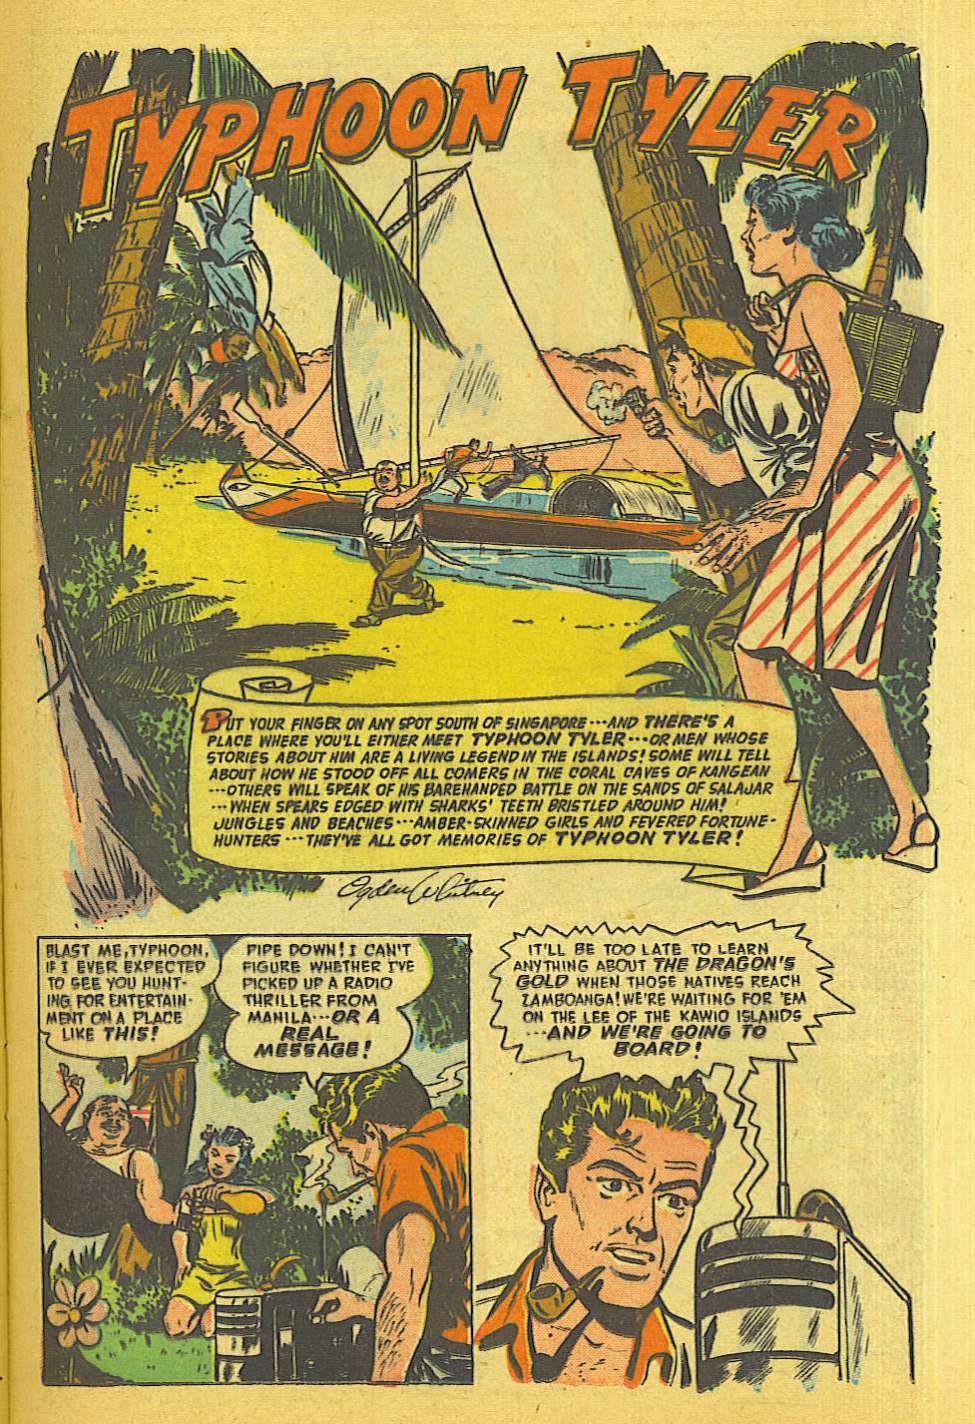 TYPHOON TYLER
PUT YOUR FINGER ON ANY SPOT SOUTH OF SINGAPORE---AND THERE'S A
PLACE WHERE YOU'LL EITHER MEET TYPHOON TYLER---OR MEN WHOSE
STORIES ABOUT HIM ARE A LIVING LEGEND IN THE ISLANDS! SOME WILL TELL
ABOUT HOW HE STOOD OFF ALL COMERS IN THE CORAL CAVES OF KANGEAN
---OTHERS WILL SPEAK OF HIS BAREHANDED BATTLE ON THE SANDS OF SALAJAR
---WHEN SPEARS EDGED WITH SHARKS' TEETH BRISTLED AROUND HIM!
JUNGLES AND BEACHES---AMBER-SKINNED GIRLS AND FEVERED FORTUNE-
HUNTERS---THEY'VE ALL GOT MEMORIES OF TYPHOON TYLER!
Ogden Whitney
BLAST ME, TYPHOON,
IF I EVER EXPECTED
TO SEE YOU HUNT-
ING FOR ENTERTAIN-
MENT ON A PLACE
LIKE THIS!
PIPE DOWN! I CAN'T
FIGURE WHETHER I'VE
PICKED UP A RADIO
THRILLER FROM
MANILA---OR A
REAL
MESSAGE!
IT'LL BE TOO LATE TO LEARN
ANYTHING ABOUT THE DRAGON'S
GOLD WHEN THOSE NATIVES REACH
ZAMBOANGA! WE'RE WAITING FOR 'EM
ON THE LEE OF THE KAWIO ISLANDS
---AND WE'RE GOING TO
BOARD!